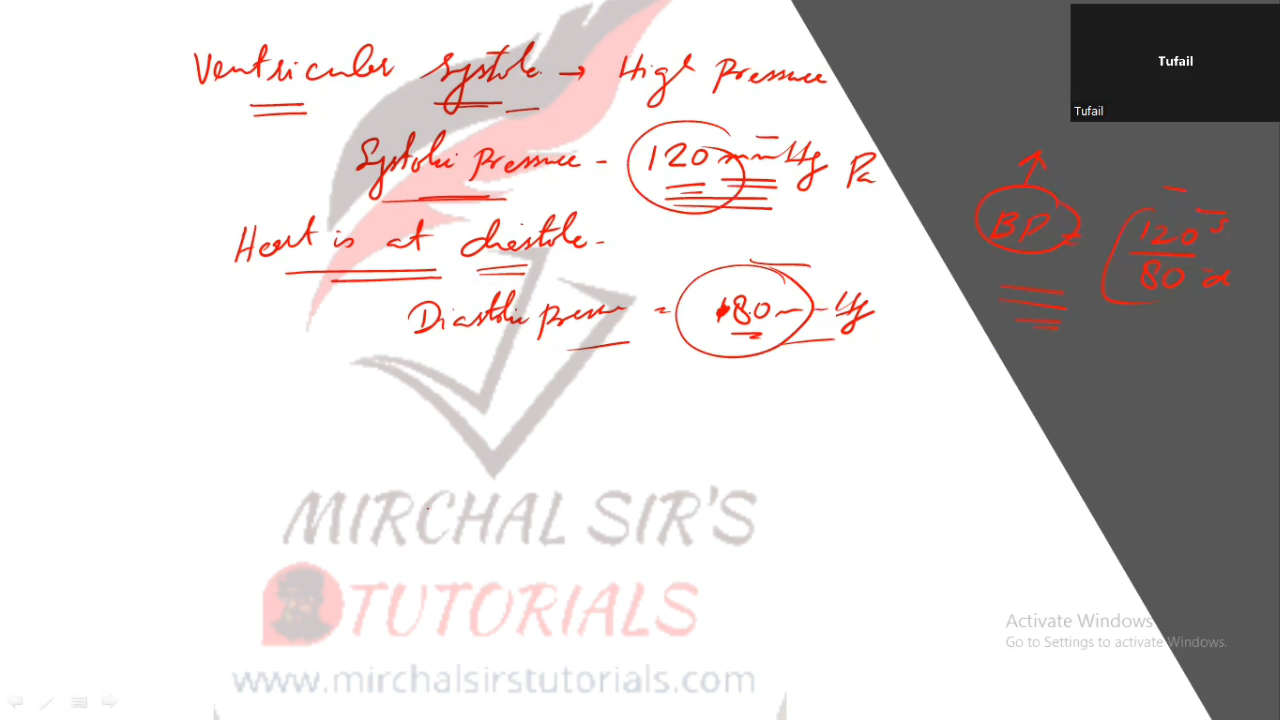 Ventricular systole → High Pressure
Systolic Pressure - 120 mmHg Pa
Heart is at diastole -
Diastolic pressure = 80 mm Hg
BP = 120 s
80 - d
Tufail
Tufail
MIRCHAL SIR'S
TUTORIALS
www.mirchalsirstutorials.com
Activate Windows
Go to Settings to activate Windows.